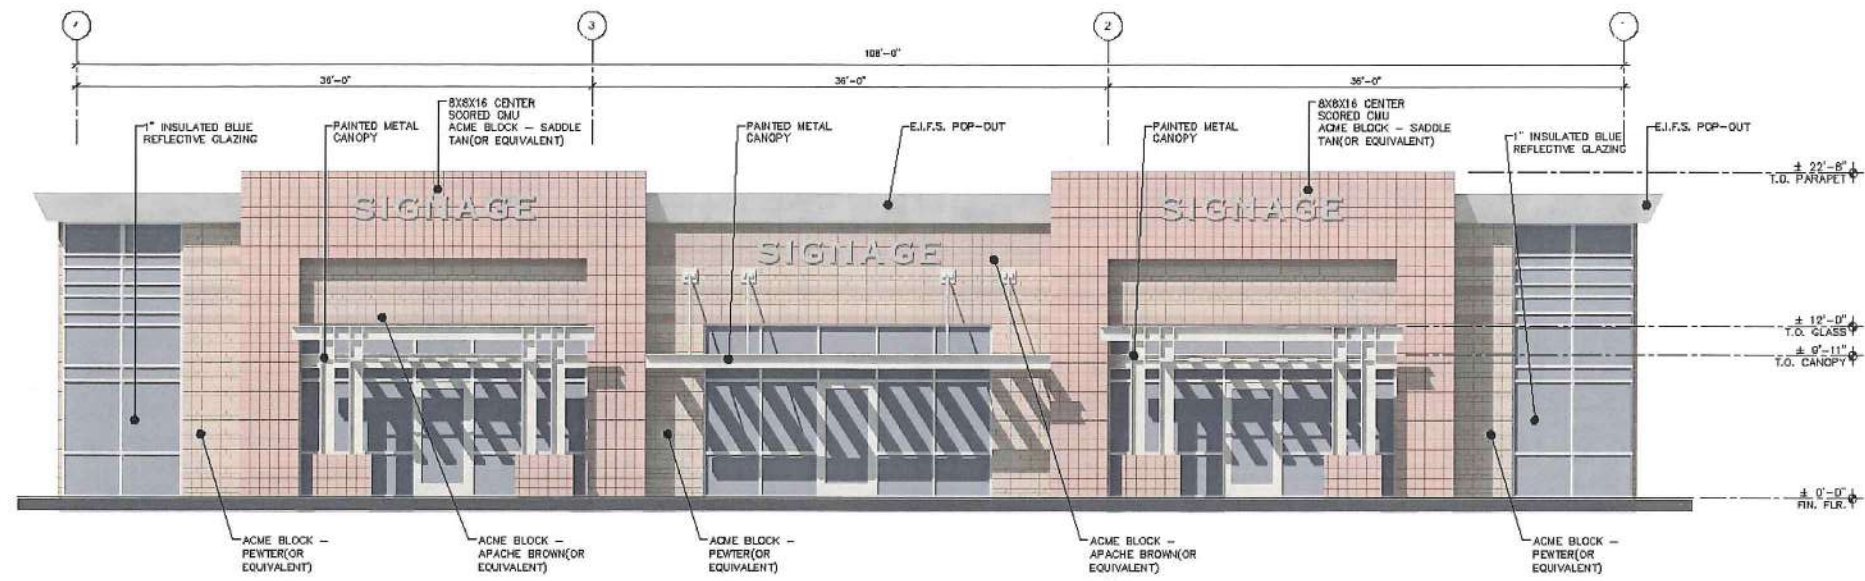 4
3
2
108'-0"
36'-0"
36'-0"
36'-0"
1" INSULATED BLUE
REFLECTIVE GLAZING
PAINTED METAL
CANOPY
8X8X16 CENTER
SCORED CMU
ACME BLOCK – SADDLE
TAN(OR EQUIVALENT)
PAINTED METAL
CANOPY
E.I.F.S. POP-OUT
PAINTED METAL
CANOPY
8X8X16 CENTER
SCORED CMU
ACME BLOCK – SADDLE
TAN(OR EQUIVALENT)
1" INSULATED BLUE
REFLECTIVE GLAZING
E.I.F.S. POP-OUT
± 22'-8"
T.O. PARAPET
SIGNAGE
SIGNAGE
SIGNAGE
± 12'-0"
T.O. GLASS
± 9'-11"
T.O. CANOPY
± 0'-0"
FIN. FLR.
ACME BLOCK –
PEWTER(OR
EQUIVALENT)
ACME BLOCK –
APACHE BROWN(OR
EQUIVALENT)
ACME BLOCK –
PEWTER(OR
EQUIVALENT)
ACME BLOCK –
APACHE BROWN(OR
EQUIVALENT)
ACME BLOCK –
PEWTER(OR
EQUIVALENT)